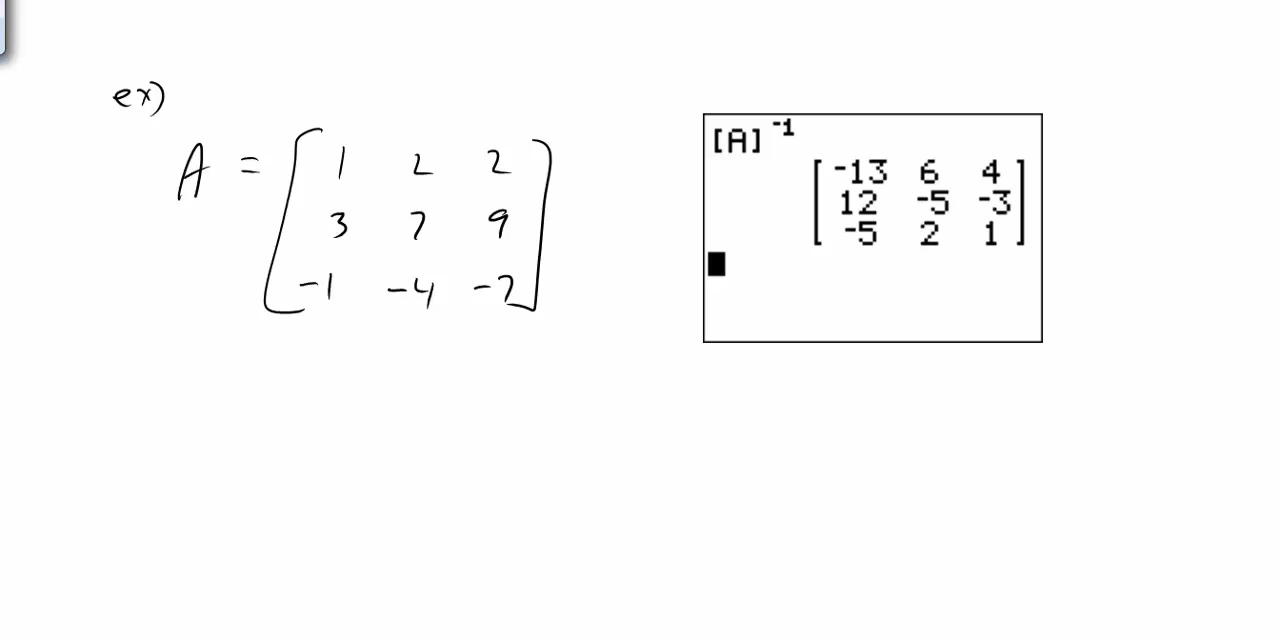 ex)
A = [ 1 2 2
3 7 9
-1 -4 -7 ]
[A]⁻¹
[ -13 6 4
12 -5 -3
-5 2 1 ]